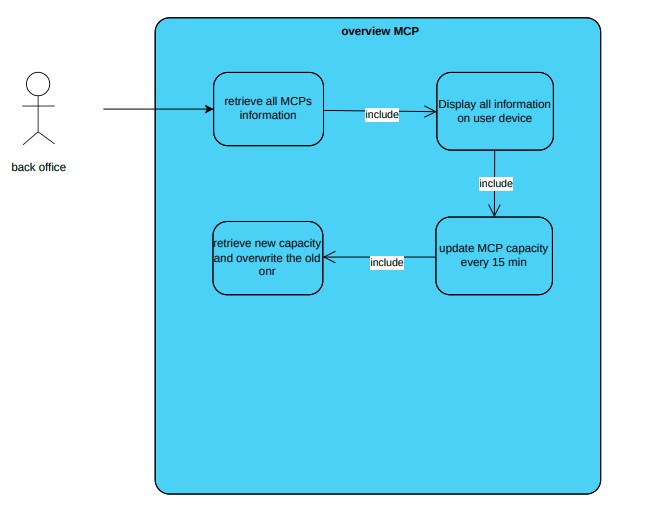 overview MCP
retrieve all MCPs
information
include
Display all information
on user device
back office
include
update MCP capacity
every 15 min
include
retrieve new capacity
and overwrite the old
onr